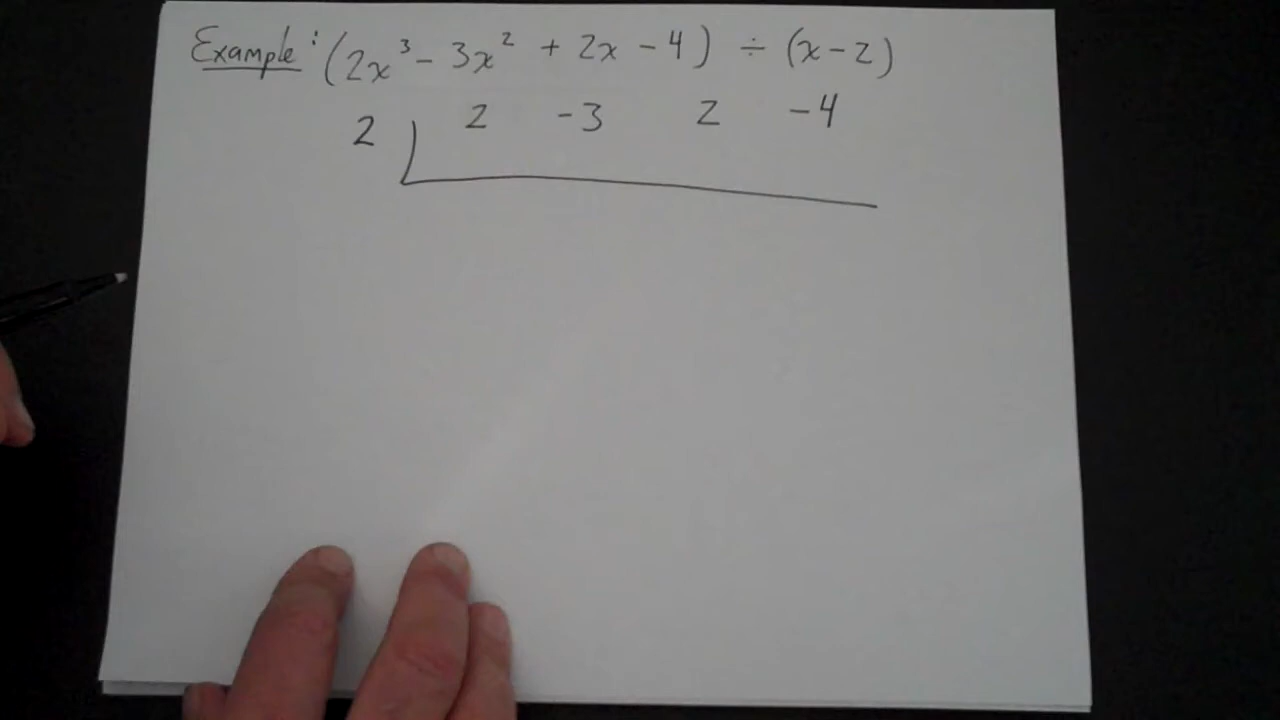 Example: (2x³ - 3x² + 2x - 4) ÷ (x - 2)
2 2 -3 2 -4